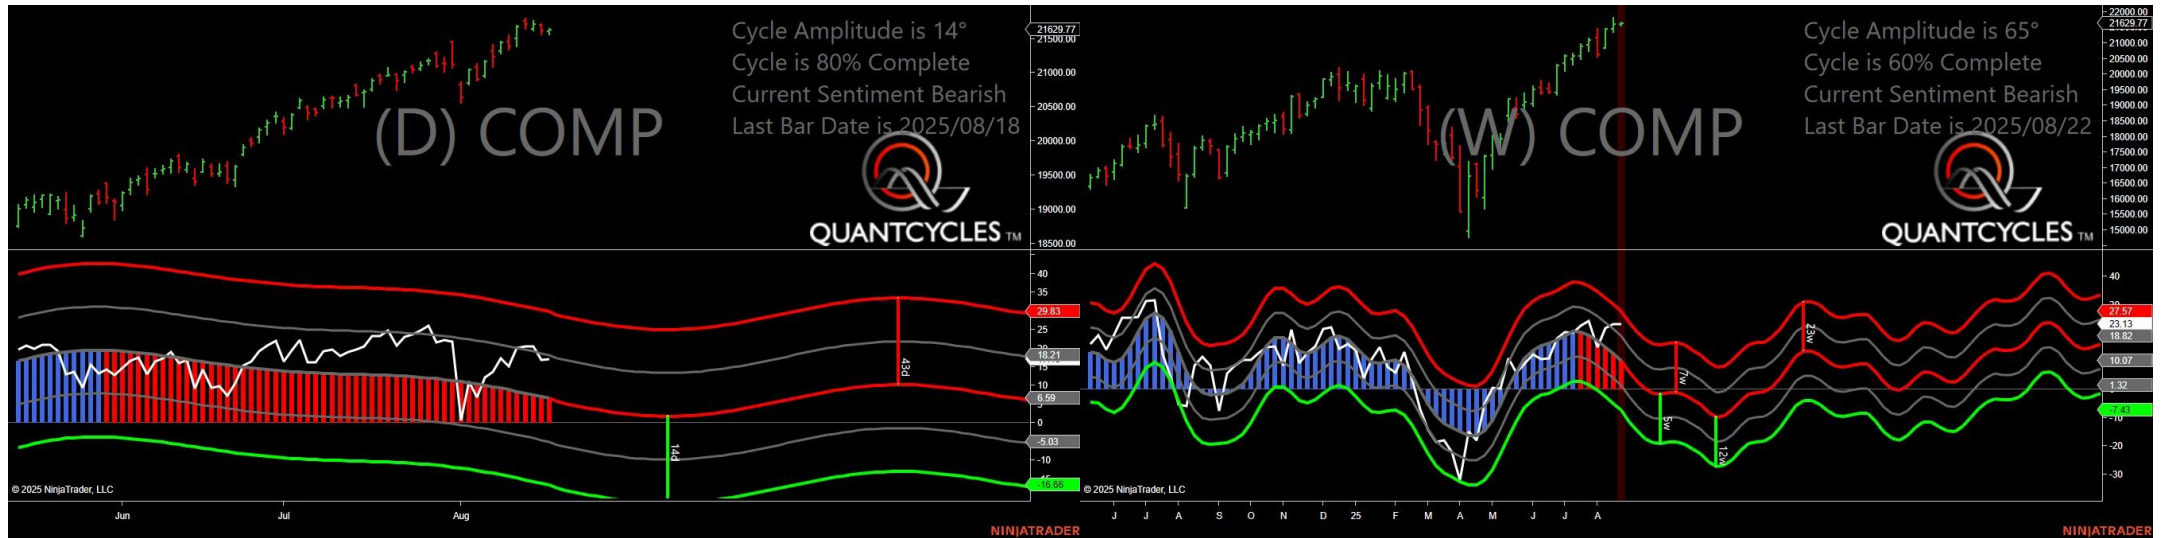 Cycle Amplitude is 14°
Cycle is 80% Complete
Current Sentiment Bearish
Last Bar Date is 2025/08/18
(D) COMP
QUANTCYCLES TM
21629.77
21500.00
21000.00
20500.00
20000.00
19500.00
19000.00
18500.00
40
35
29.83
25
18.21
15
10
6.59
0
-5.03
-10
-16.66
43d
14d
© 2025 NinjaTrader, LLC
Jun Jul Aug
NINJATRADER
Cycle Amplitude is 65°
Cycle is 60% Complete
Current Sentiment Bearish
Last Bar Date is 2025/08/22
(W) COMP
QUANTCYCLES TM
22000.00
21629.77
21000.00
20500.00
20000.00
19500.00
19000.00
18500.00
18000.00
17500.00
17000.00
16500.00
16000.00
15500.00
15000.00
40
27.57
23.13
18.82
10.07
1.32
-7.43
-10
-20
-30
23w
7w
5w
12w
© 2025 NinjaTrader, LLC
J J A S O N D 25 F M A M J J A
NINJATRADER